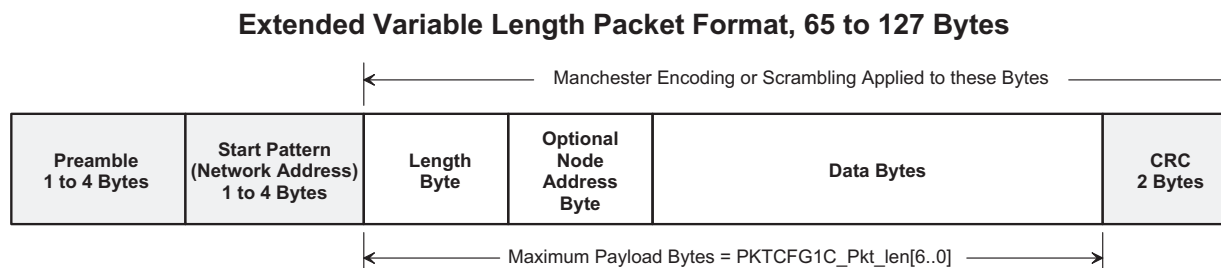 Extended Variable Length Packet Format, 65 to 127 Bytes
Manchester Encoding or Scrambling Applied to these Bytes
Preamble
1 to 4 Bytes
Start Pattern
(Network Address)
1 to 4 Bytes
Length
Byte
Optional
Node
Address
Byte
Data Bytes
CRC
2 Bytes
Maximum Payload Bytes = PKTCFG1C_Pkt_len[6..0]